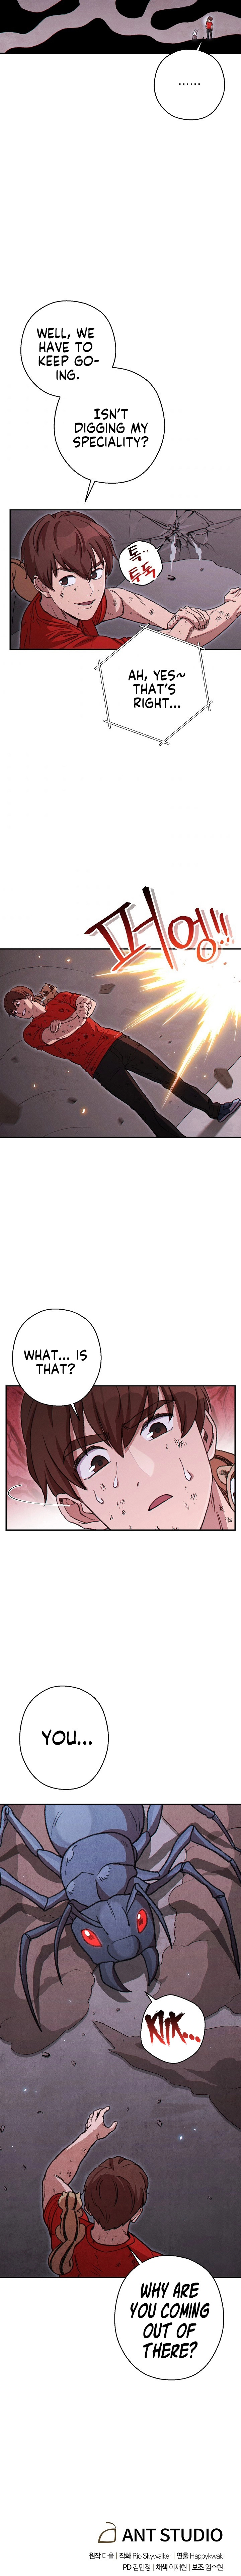 ......
WELL, WE
HAVE TO
KEEP GO-
ING.
ISN'T
DIGGING MY
SPECIALITY?
툭...
투툭
AH, YES~
THAT'S
RIGHT...
퍼엉!!!
WHAT... IS
THAT?
YOU...
KIK...
WHY ARE
YOU COMING
OUT OF
THERE?
ANT STUDIO
원작 다울 | 작화 Rio Skywalker | 연출 Happykwak
PD 김민정 | 채색 이재현 | 보조 엄수현